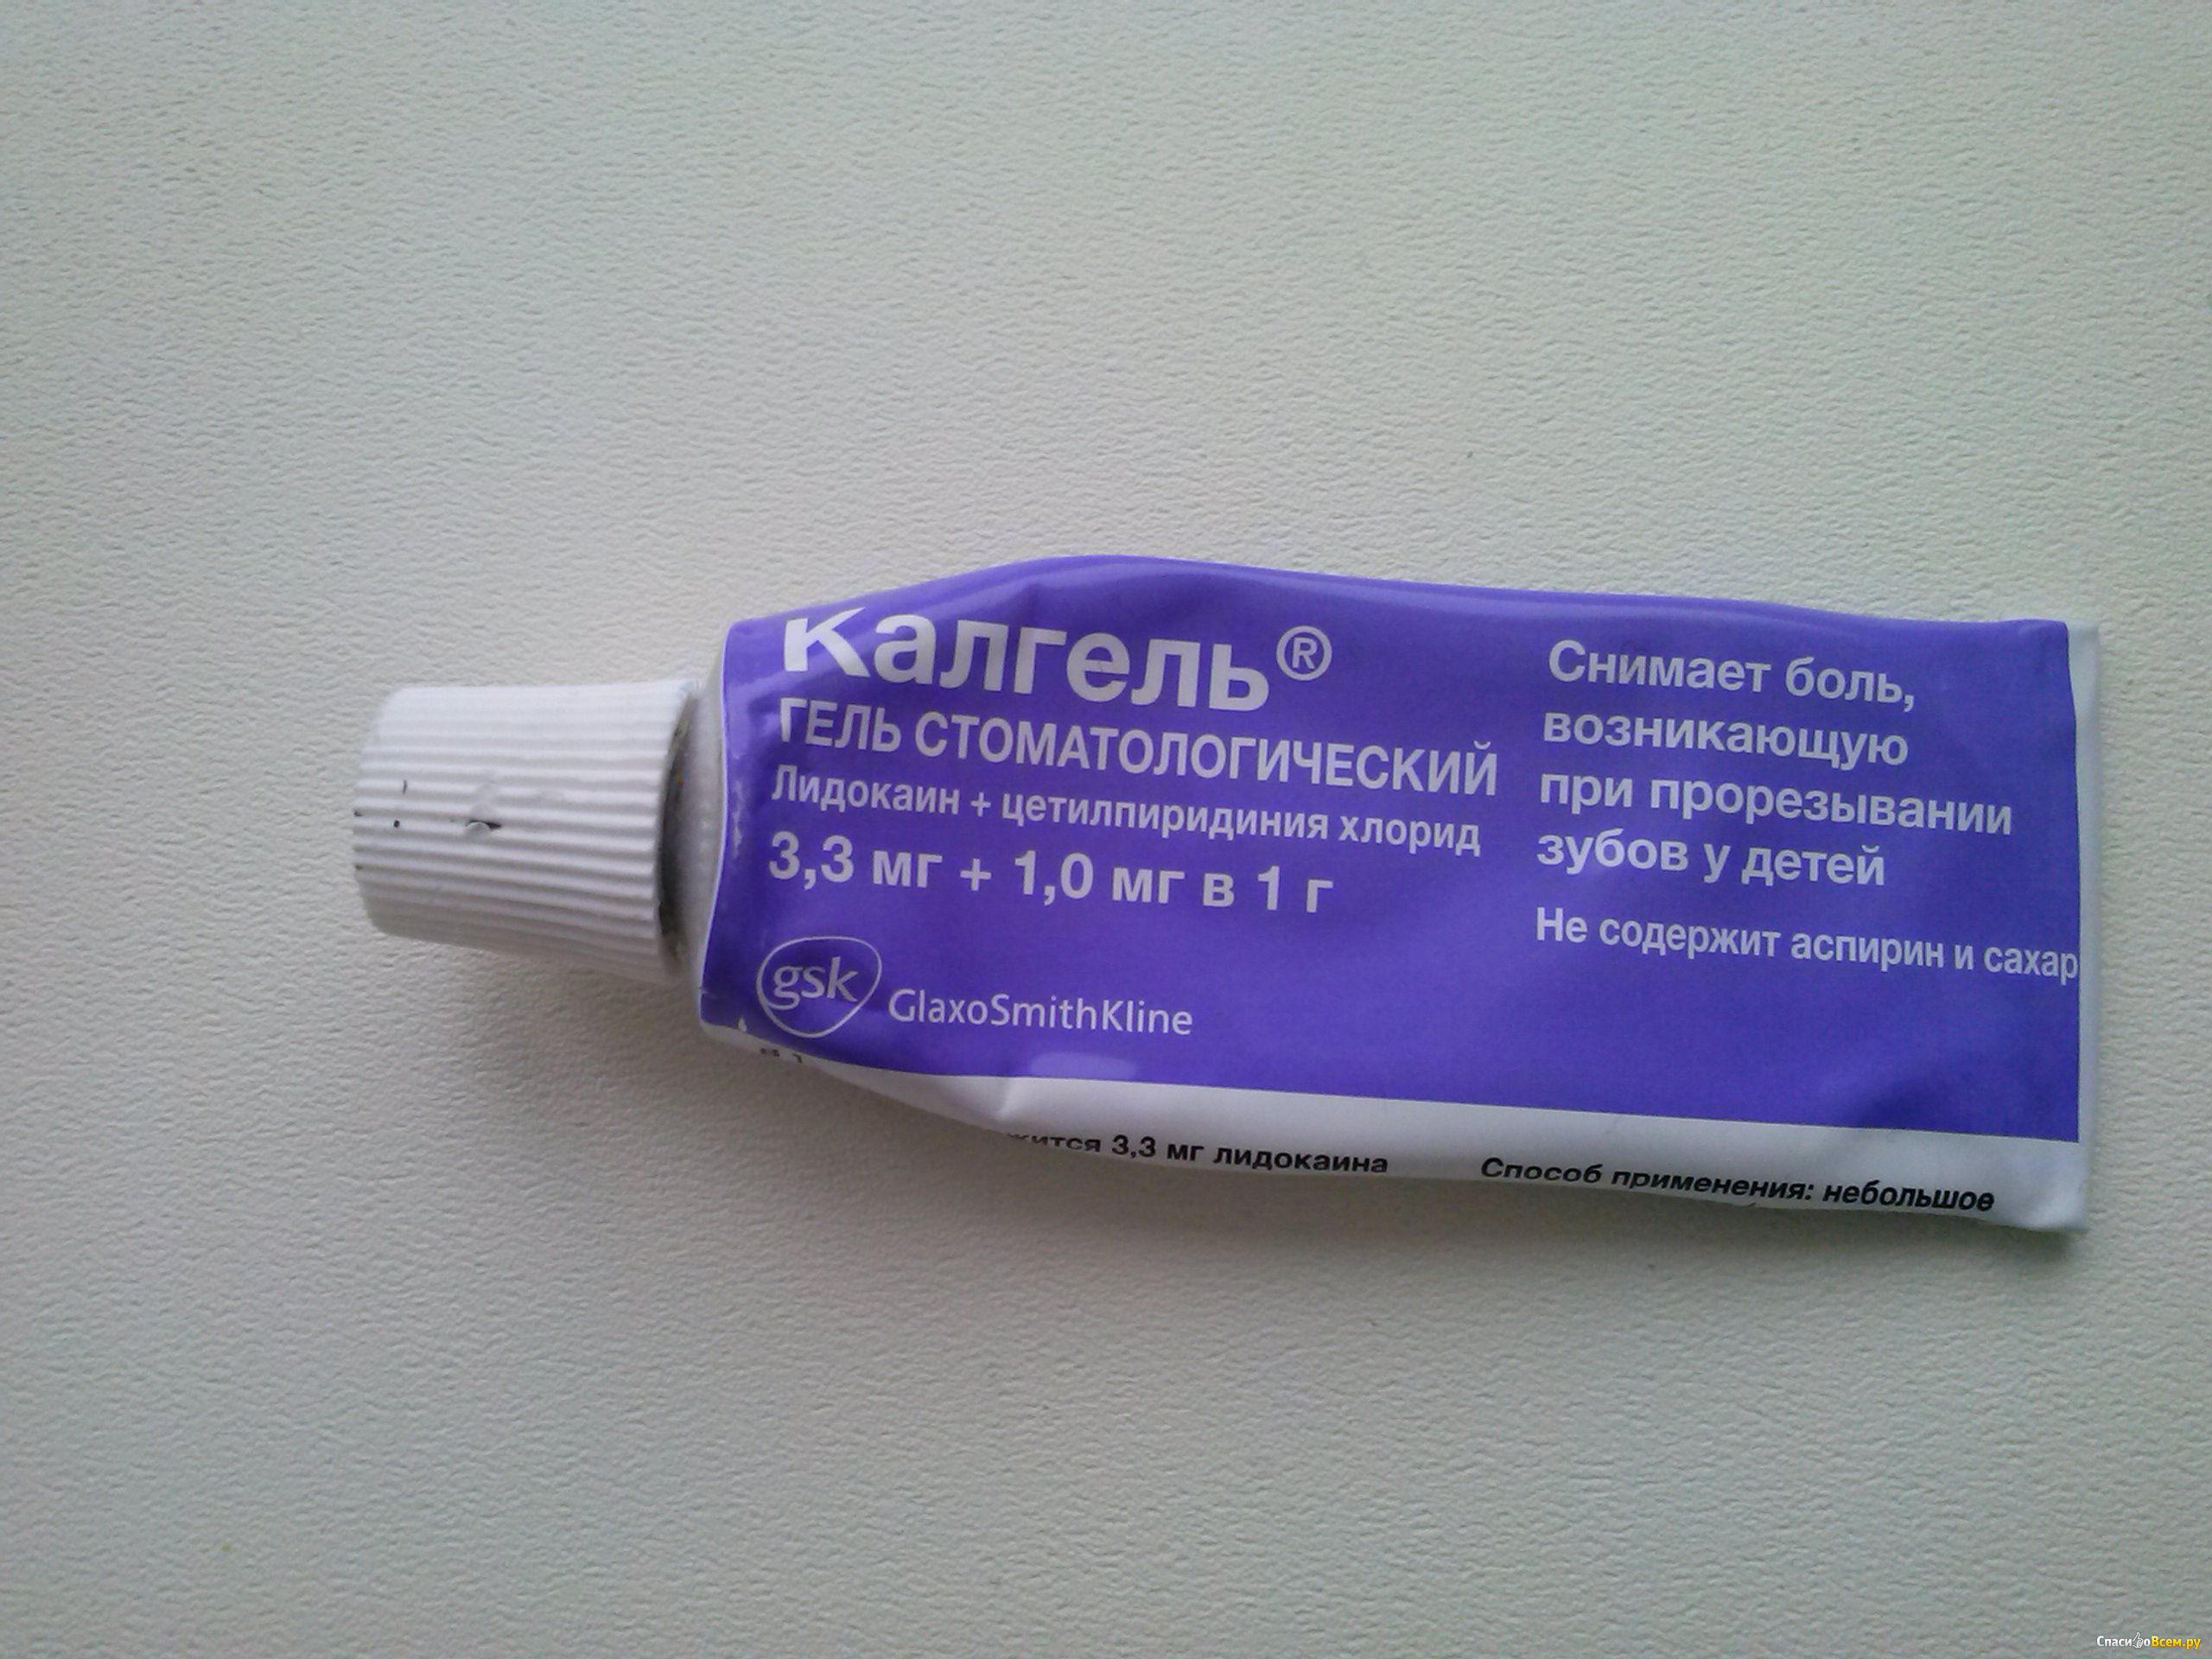 Калгель®
ГЕЛЬ СТОМАТОЛОГИЧЕСКИЙ
Лидокаин + цетилпиридиния хлорид
3,3 мг + 1,0 мг в 1 г
gsk GlaxoSmithKline
Снимает боль,
возникающую
при прорезывании
зубов у детей
Не содержит аспирин и сахар
3,3 мг лидокаина
Способ применения: небольшое
СпасибоВсем.ру